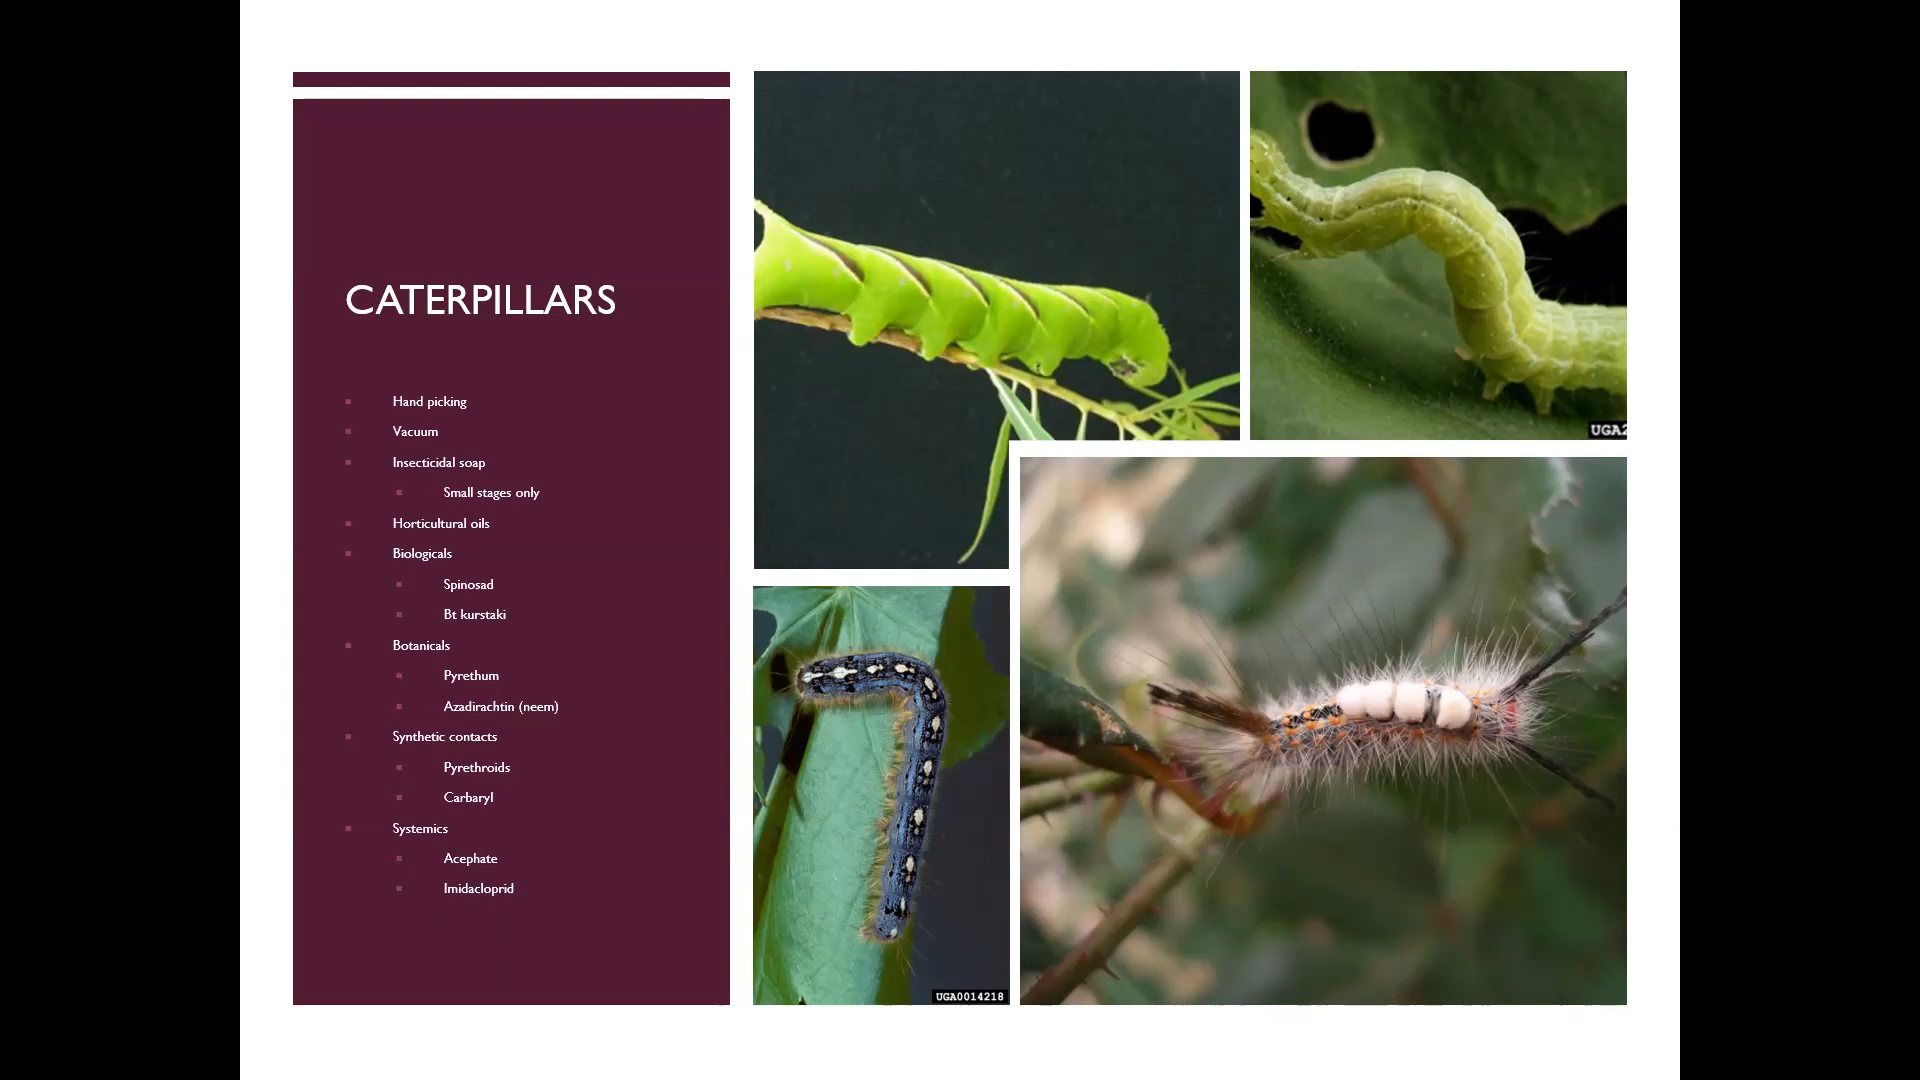 CATERPILLARS
Hand picking
Vacuum
Insecticidal soap
Small stages only
Horticultural oils
Biologicals
Spinosad
Bt kurstaki
Botanicals
Pyrethum
Azadirachtin (neem)
Synthetic contacts
Pyrethroids
Carbaryl
Systemics
Acephate
Imidacloprid
UGA2
UGA0014218